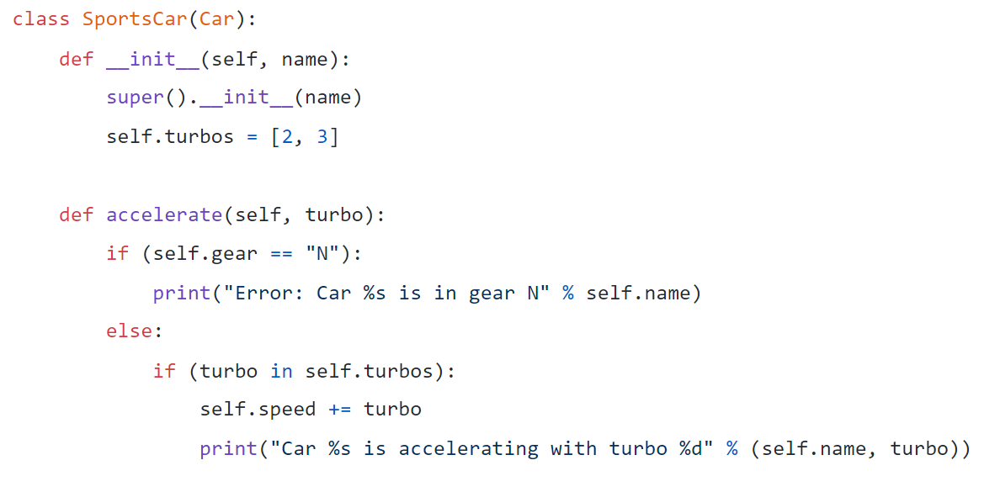 class SportsCar(Car):
    def __init__(self, name):
        super().__init__(name)
        self.turbos = [2, 3]

    def accelerate(self, turbo):
        if (self.gear == "N"):
            print("Error: Car %s is in gear N" % self.name)
        else:
            if (turbo in self.turbos):
                self.speed += turbo
                print("Car %s is accelerating with turbo %d" % (self.name, turbo))